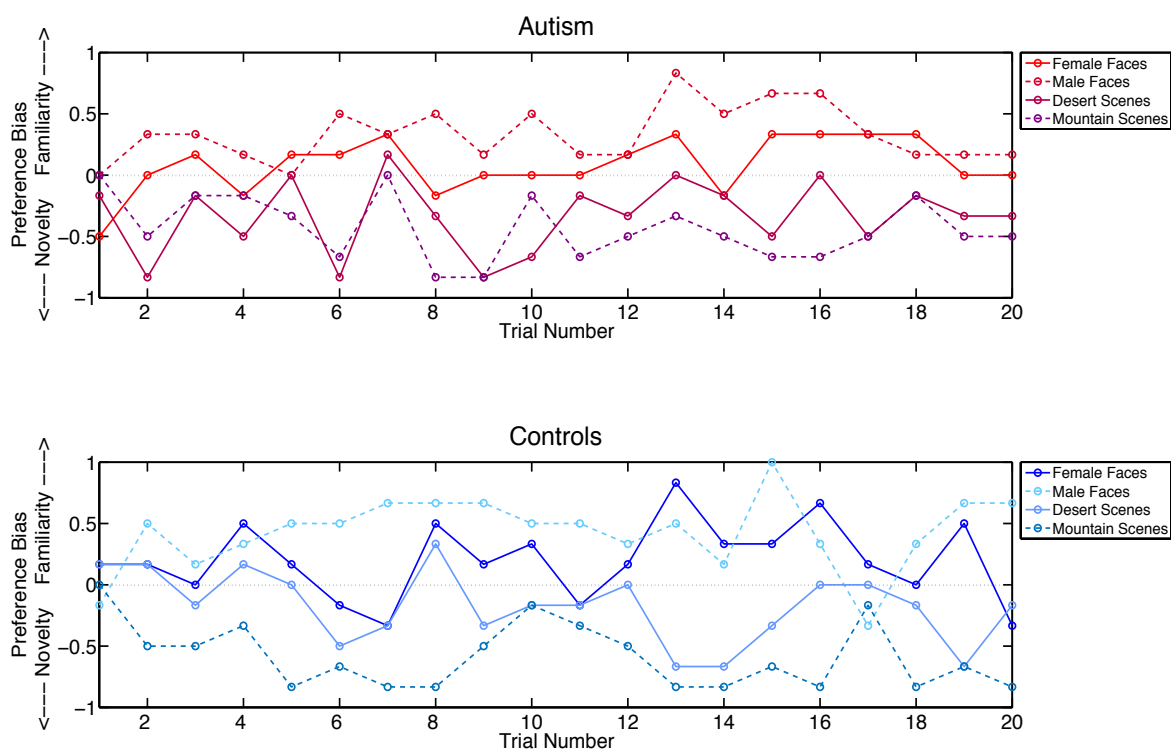 Autism
<--- Novelty Familiarity --->
Preference Bias
1
0.5
0
−0.5
−1
2 4 6 8 10 12 14 16 18 20
Trial Number
Female Faces
Male Faces
Desert Scenes
Mountain Scenes
Controls
<--- Novelty Familiarity --->
Preference Bias
1
0.5
0
−0.5
−1
2 4 6 8 10 12 14 16 18 20
Trial Number
Female Faces
Male Faces
Desert Scenes
Mountain Scenes